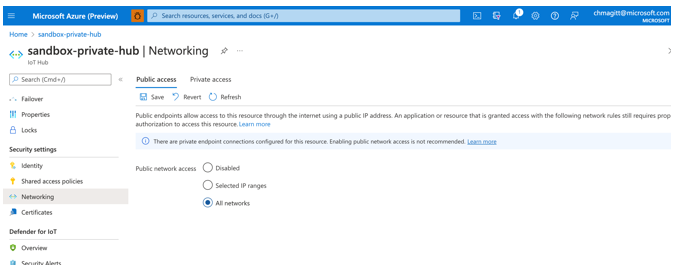 Microsoft Azure (Preview)
Search resources, services, and docs (G+/)
chmagitt@microsoft.com
MICROSOFT
Home > sandbox-private-hub
sandbox-private-hub | Networking
IoT Hub
Search (Cmd+/)
Failover
Properties
Locks
Security settings
Identity
Shared access policies
Networking
Certificates
Defender for IoT
Overview
Security Alerts
Public access Private access
Save Revert Refresh
Public endpoints allow access to this resource through the internet using a public IP address. An application or resource that is granted access with the following network rules still requires prop
authorization to access this resource. Learn more
There are private endpoint connections configured for this resource. Enabling public network access is not recommended. Learn more
Public network access
Disabled
Selected IP ranges
All networks